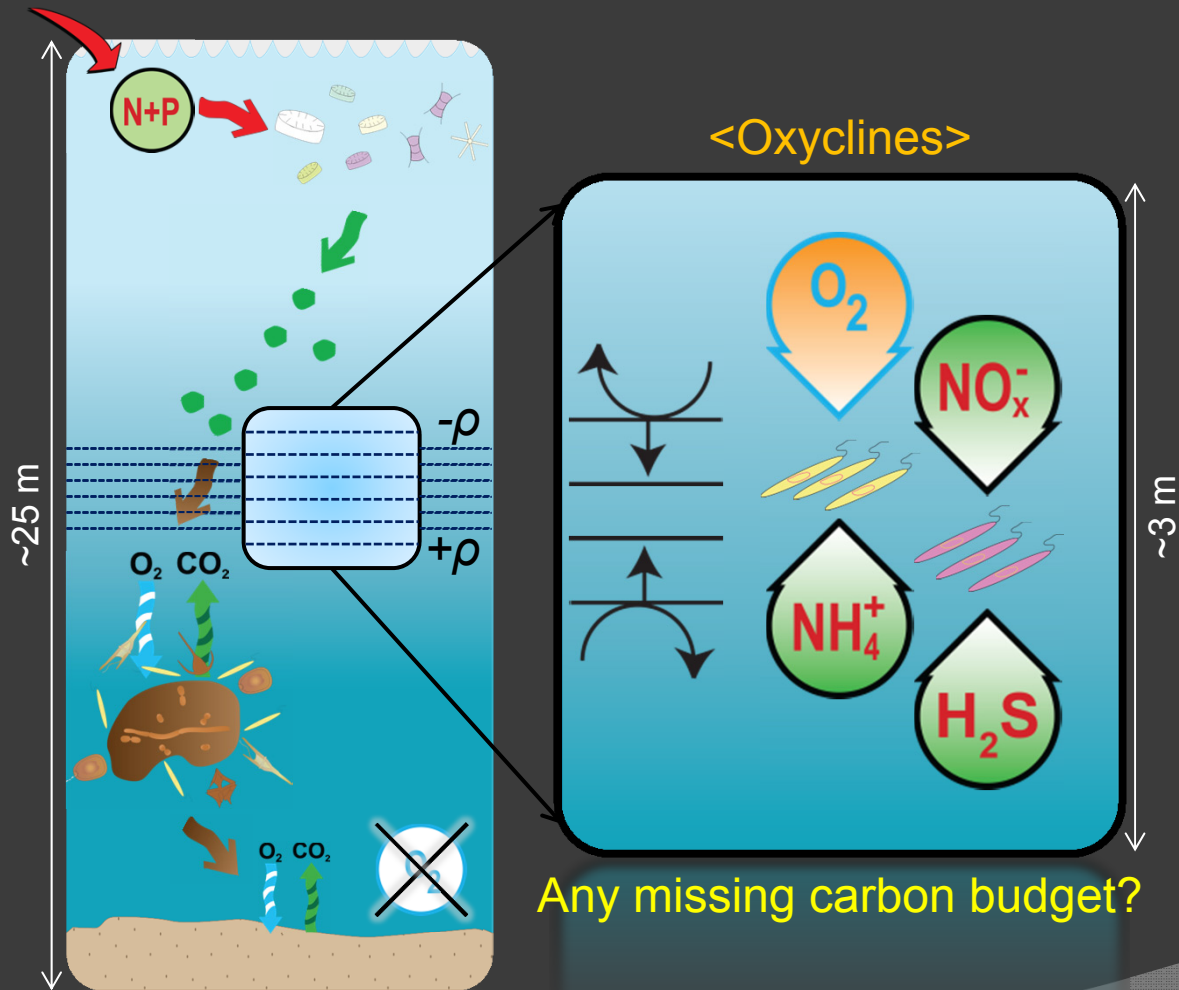 N+P
~25 m
-ρ
+ρ
O₂ CO₂
O₂ CO₂
O₂
<Oxyclines>
O₂
NOₓ⁻
NH₄⁺
H₂S
~3 m
Any missing carbon budget?